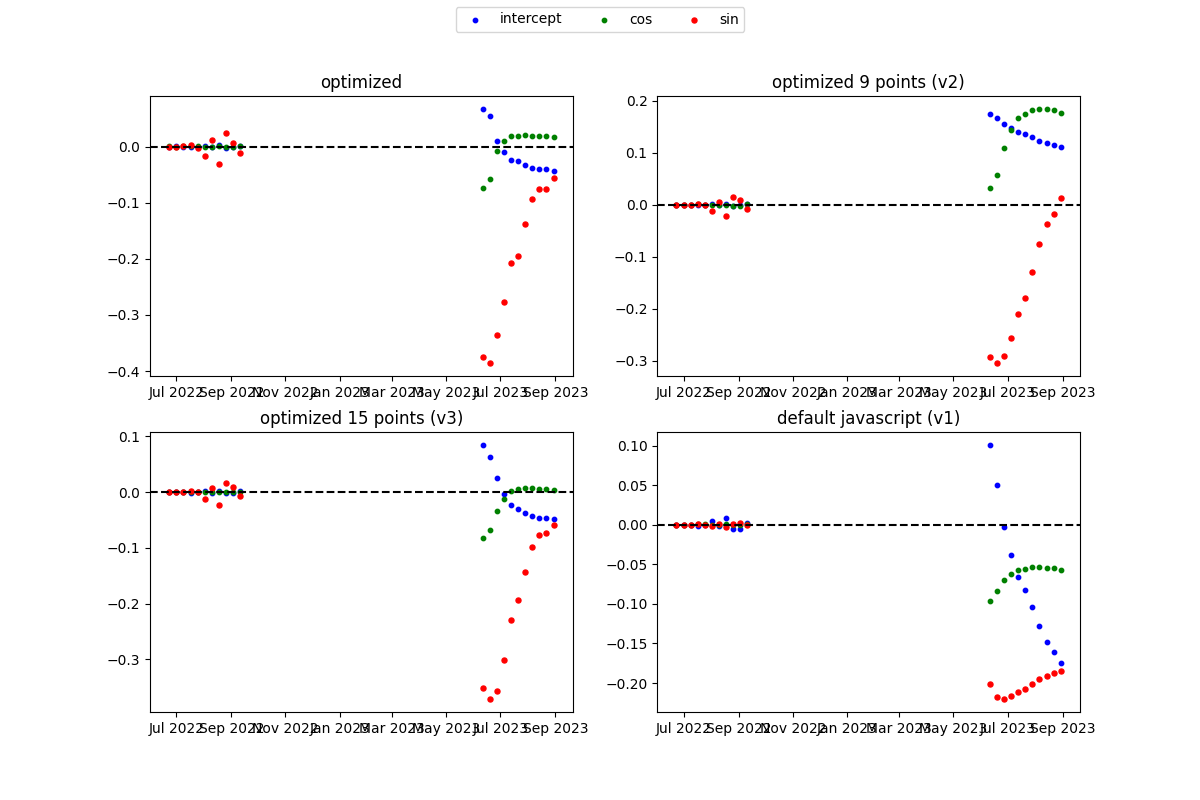 intercept cos sin
optimized
0.0
−0.1
−0.2
−0.3
−0.4
Jul 2022 Sep 2022 Nov 2022 Jan 2023 Mar 2023 May 2023 Jul 2023 Sep 2023
optimized 9 points (v2)
0.2
0.1
0.0
−0.1
−0.2
−0.3
Jul 2022 Sep 2022 Nov 2022 Jan 2023 Mar 2023 May 2023 Jul 2023 Sep 2023
optimized 15 points (v3)
0.1
0.0
−0.1
−0.2
−0.3
Jul 2022 Sep 2022 Nov 2022 Jan 2023 Mar 2023 May 2023 Jul 2023 Sep 2023
default javascript (v1)
0.10
0.05
0.00
−0.05
−0.10
−0.15
−0.20
Jul 2022 Sep 2022 Nov 2022 Jan 2023 Mar 2023 May 2023 Jul 2023 Sep 2023